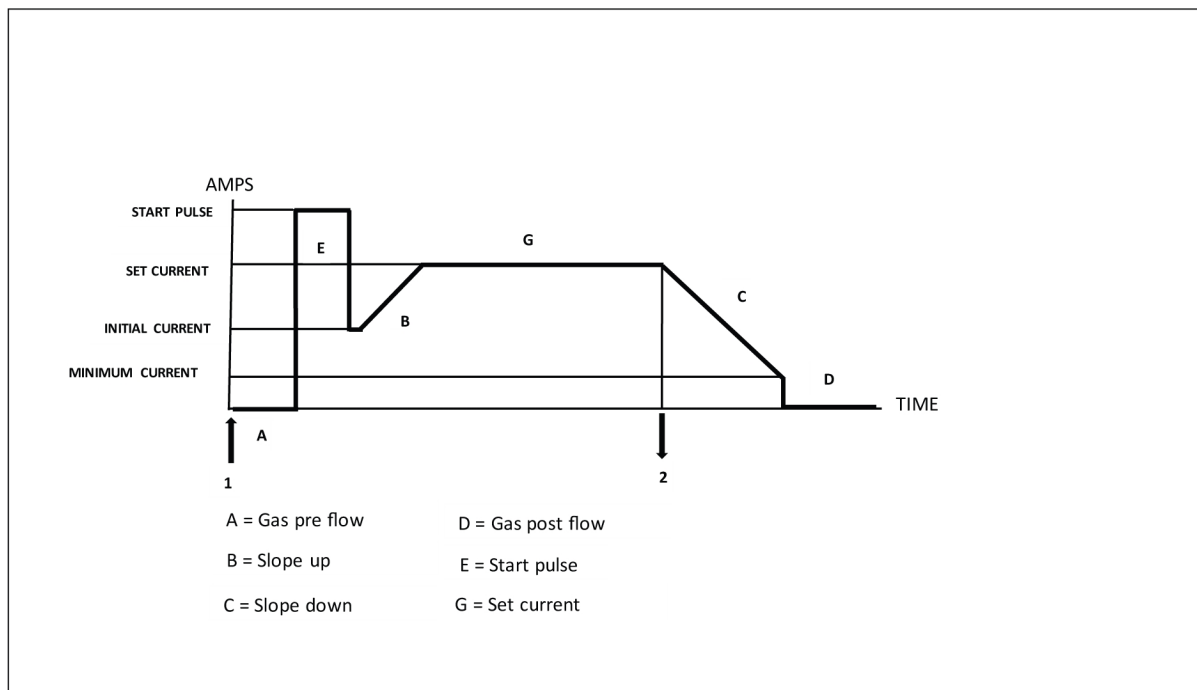 AMPS
START PULSE
E
G
SET CURRENT
C
INITIAL CURRENT
B
MINIMUM CURRENT
D
TIME
A
1
2
A = Gas pre flow
D = Gas post flow
B = Slope up
E = Start pulse
C = Slope down
G = Set current